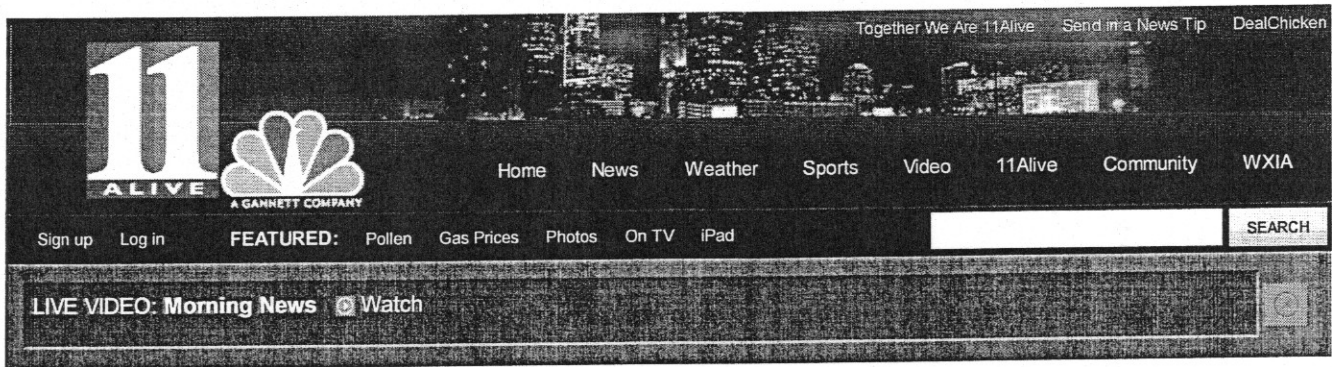 Together We Are 11Alive Send in a News Tip DealChicken
11
ALIVE
A GANNETT COMPANY
Home News Weather Sports Video 11Alive Community WXIA
Sign up Log in FEATURED: Pollen Gas Prices Photos On TV iPad SEARCH
LIVE VIDEO: Morning News Watch